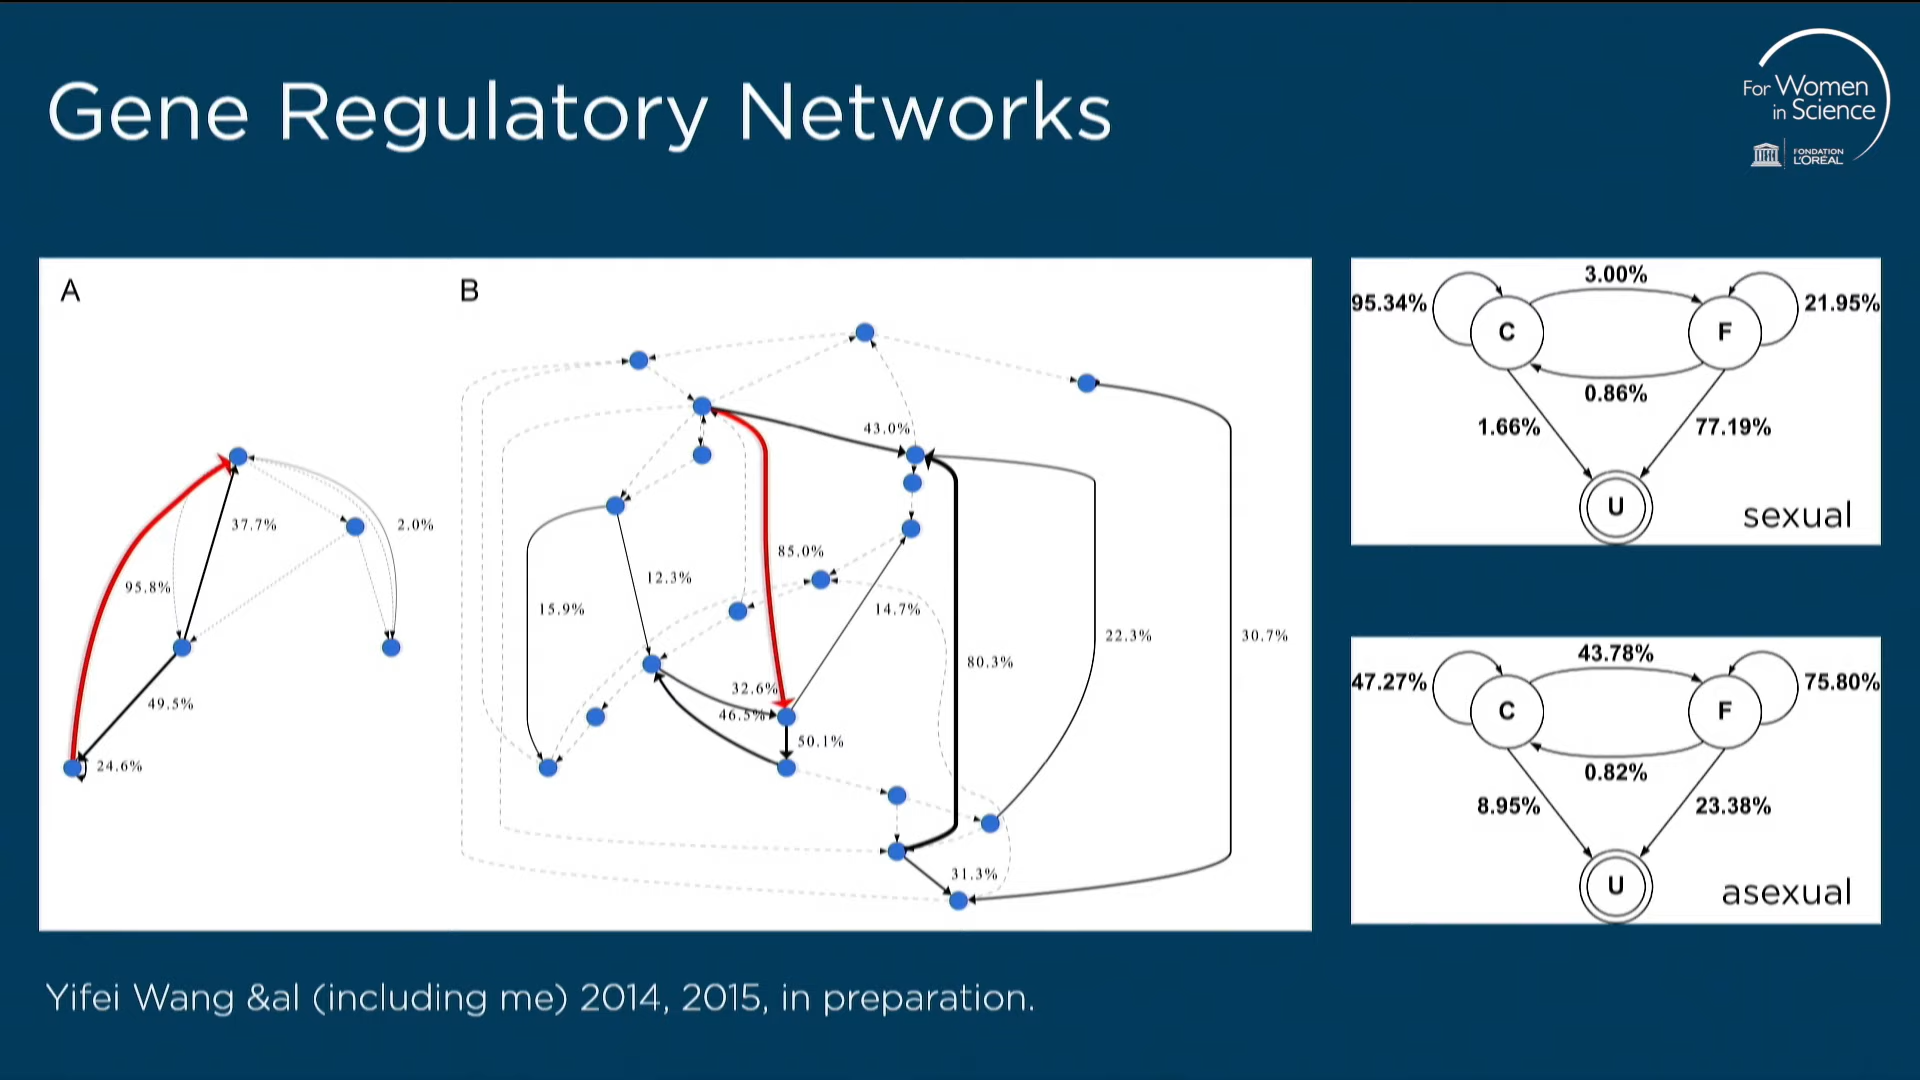 Gene Regulatory Networks
For Women
in Science
FONDATION
L'ORÉAL
A
37.7%
2.0%
95.8%
49.5%
24.6%
B
43.0%
85.0%
12.3%
15.9%
14.7%
22.3%
30.7%
80.3%
32.6%
46.5%
50.1%
31.3%
3.00%
95.34%
21.95%
C
F
0.86%
1.66%
77.19%
U
sexual
43.78%
47.27%
75.80%
C
F
0.82%
8.95%
23.38%
U
asexual
Yifei Wang &al (including me) 2014, 2015, in preparation.